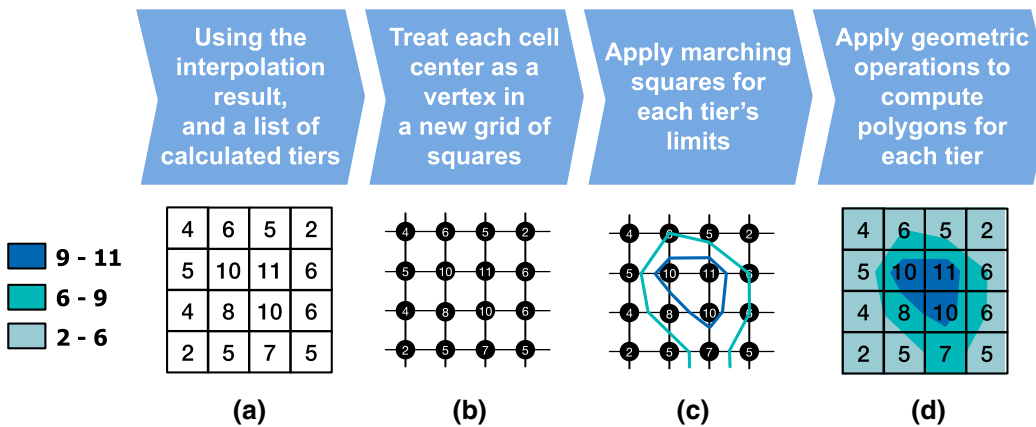 Using the
interpolation
result,
and a list of
calculated tiers
Treat each cell
center as a
vertex in
a new grid of
squares
Apply marching
squares for
each tier's
limits
Apply geometric
operations to
compute
polygons for
each tier
9 - 11
6 - 9
2 - 6
4 6 5 2
5 10 11 6
4 8 10 6
2 5 7 5
(a)
4 6 5 2
5 10 11 6
4 8 10 6
2 5 7 5
(b)
4 6 5 2
5 10 11 6
4 8 10 6
2 5 7 5
(c)
4 6 5 2
5 10 11 6
4 8 10 6
2 5 7 5
(d)